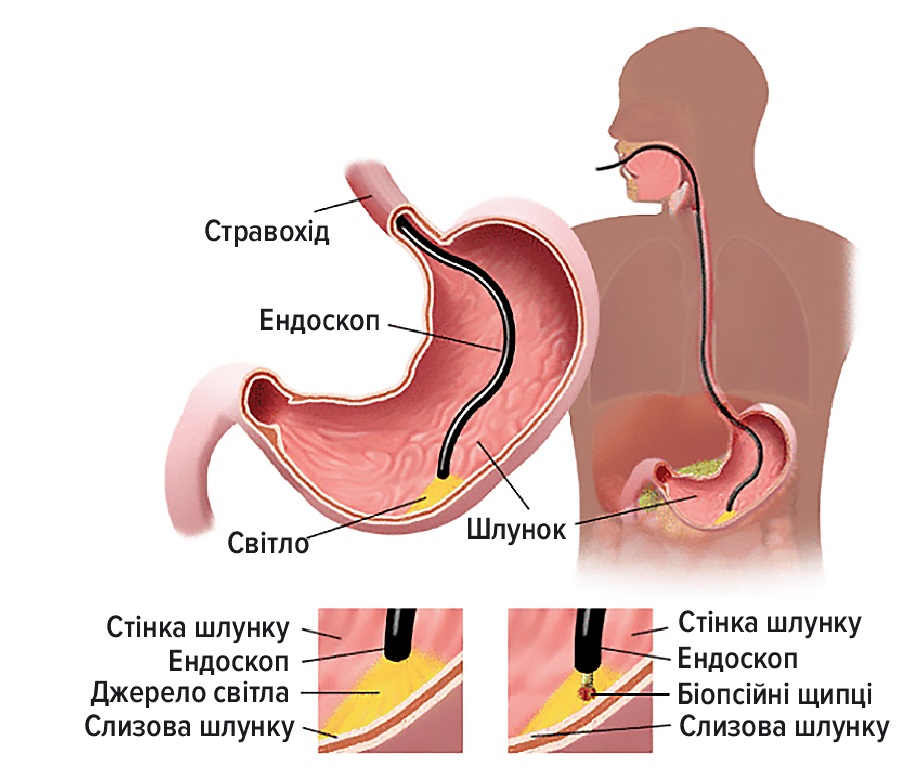 Стравохід
Ендоскоп
Світло
Шлунок
Стінка шлунку
Ендоскоп
Джерело світла
Слизова шлунку
Стінка шлунку
Ендоскоп
Біопсійні щипці
Слизова шлунку